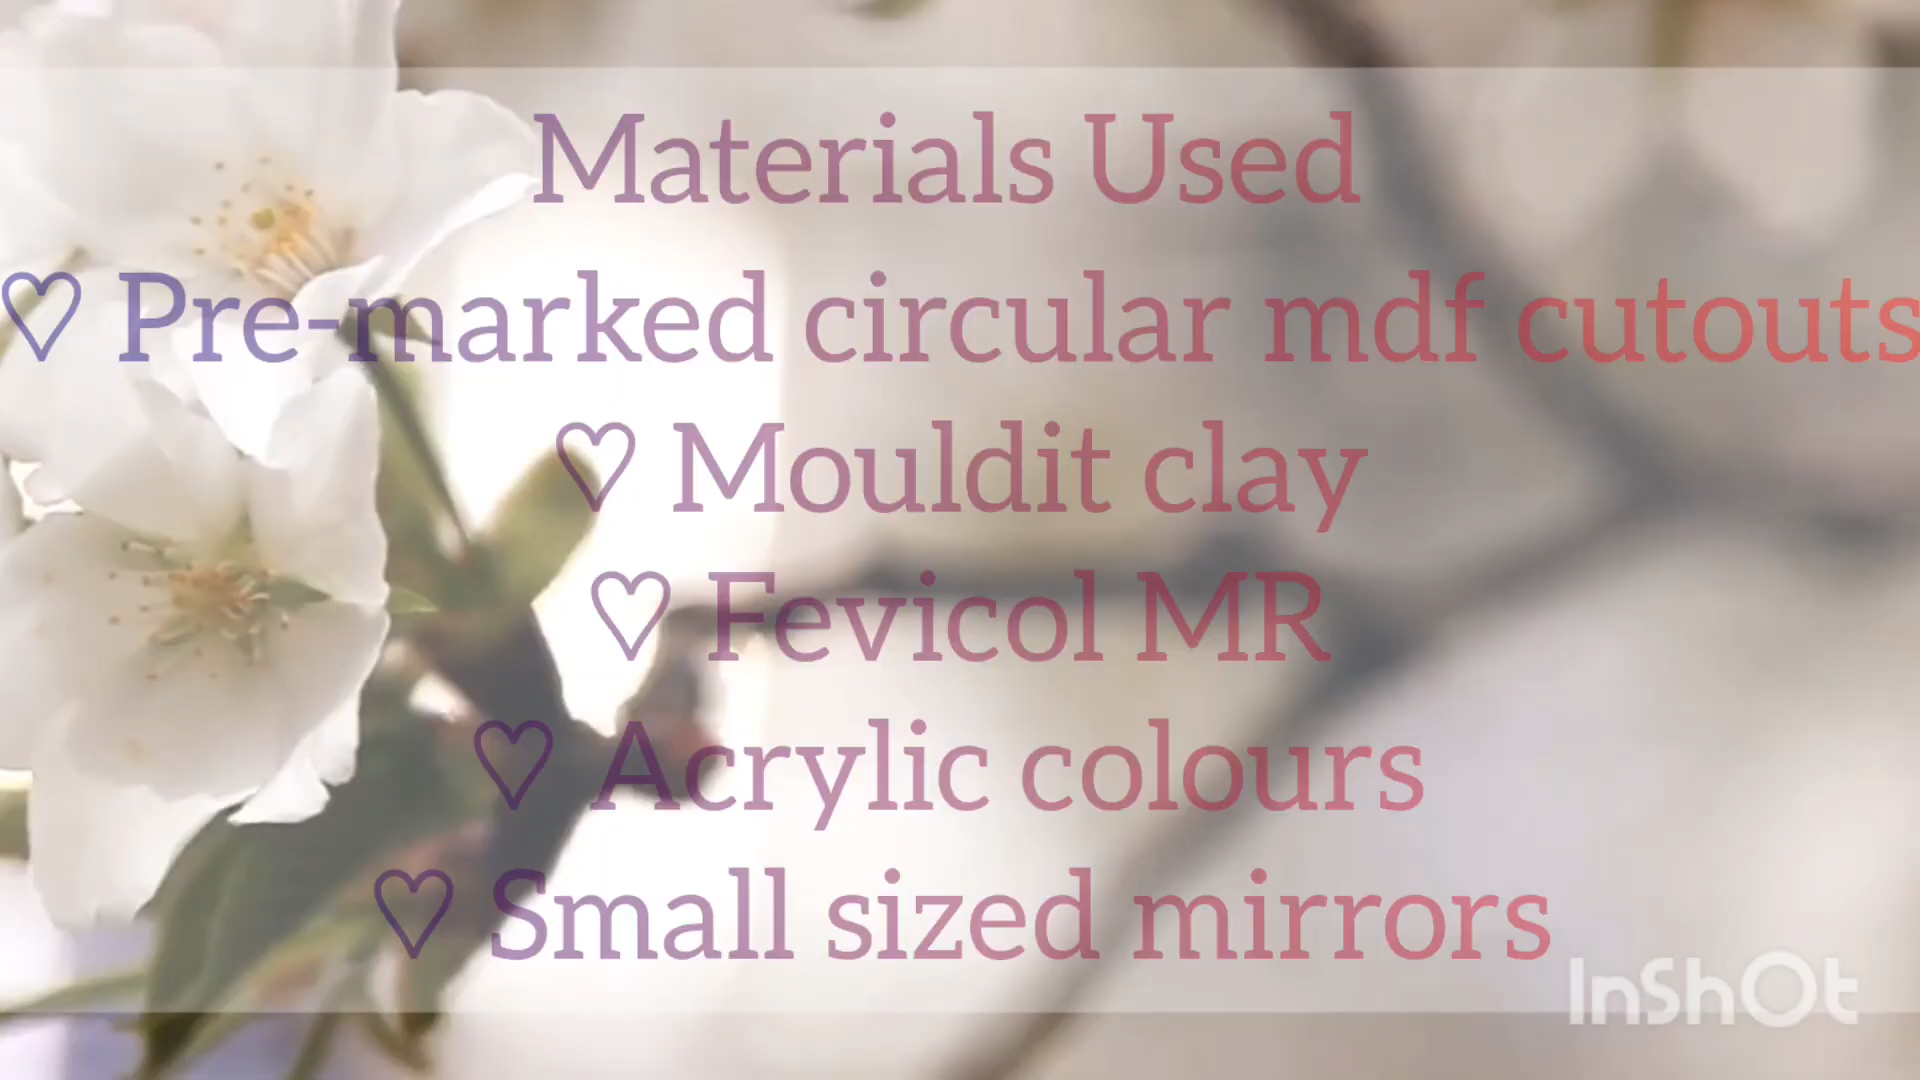 Materials Used
♡ Pre-marked circular mdf cutouts
♡ Mouldit clay
♡ Fevicol MR
♡ Acrylic colours
♡ Small sized mirrors
InShOt